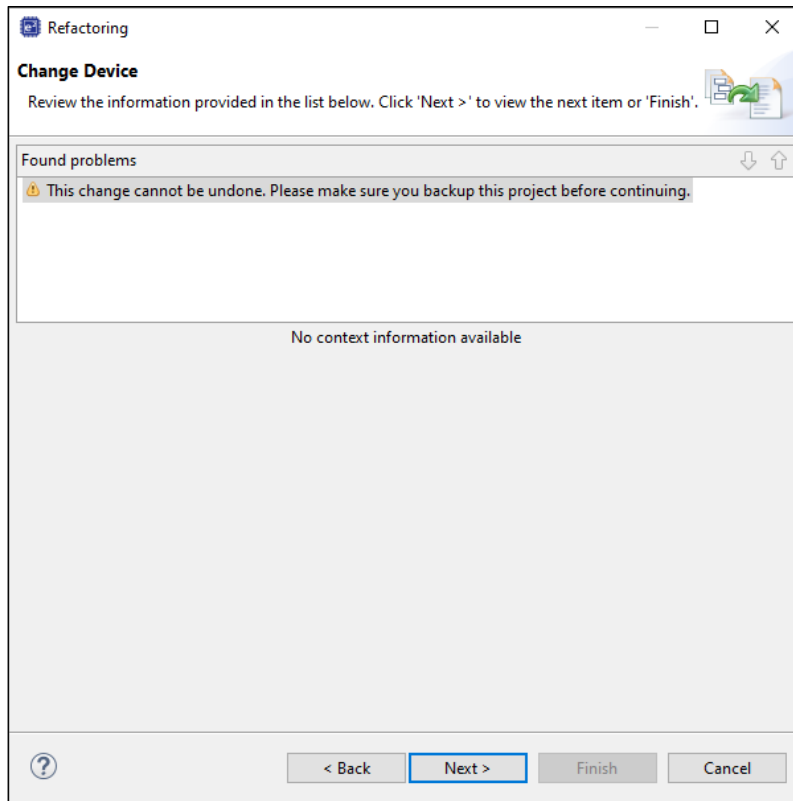 Refactoring
Change Device
Review the information provided in the list below. Click 'Next >' to view the next item or 'Finish'.
Found problems
This change cannot be undone. Please make sure you backup this project before continuing.
No context information available
< Back
Next >
Finish
Cancel